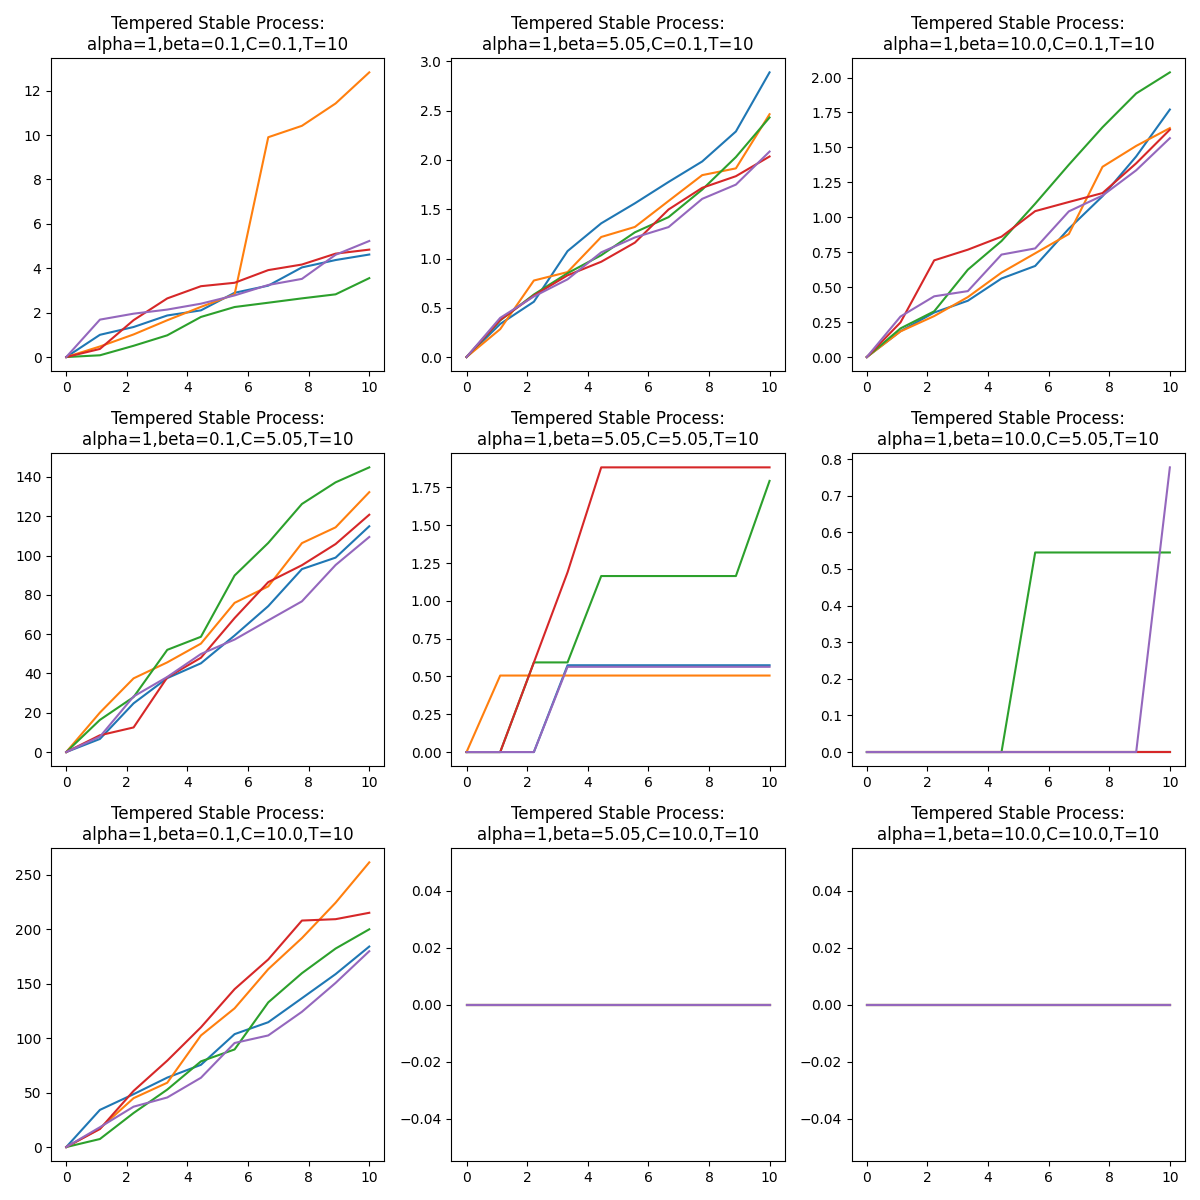 Tempered Stable Process:
alpha=1,beta=0.1,C=0.1,T=10
12
10
8
6
4
2
0
0 2 4 6 8 10
Tempered Stable Process:
alpha=1,beta=5.05,C=0.1,T=10
3.0
2.5
2.0
1.5
1.0
0.5
0.0
0 2 4 6 8 10
Tempered Stable Process:
alpha=1,beta=10.0,C=0.1,T=10
2.00
1.75
1.50
1.25
1.00
0.75
0.50
0.25
0.00
0 2 4 6 8 10
Tempered Stable Process:
alpha=1,beta=0.1,C=5.05,T=10
140
120
100
80
60
40
20
0
0 2 4 6 8 10
Tempered Stable Process:
alpha=1,beta=5.05,C=5.05,T=10
1.75
1.50
1.25
1.00
0.75
0.50
0.25
0.00
0 2 4 6 8 10
Tempered Stable Process:
alpha=1,beta=10.0,C=5.05,T=10
0.8
0.7
0.6
0.5
0.4
0.3
0.2
0.1
0.0
0 2 4 6 8 10
Tempered Stable Process:
alpha=1,beta=0.1,C=10.0,T=10
250
200
150
100
50
0
0 2 4 6 8 10
Tempered Stable Process:
alpha=1,beta=5.05,C=10.0,T=10
0.04
0.02
0.00
−0.02
−0.04
0 2 4 6 8 10
Tempered Stable Process:
alpha=1,beta=10.0,C=10.0,T=10
0.04
0.02
0.00
−0.02
−0.04
0 2 4 6 8 10